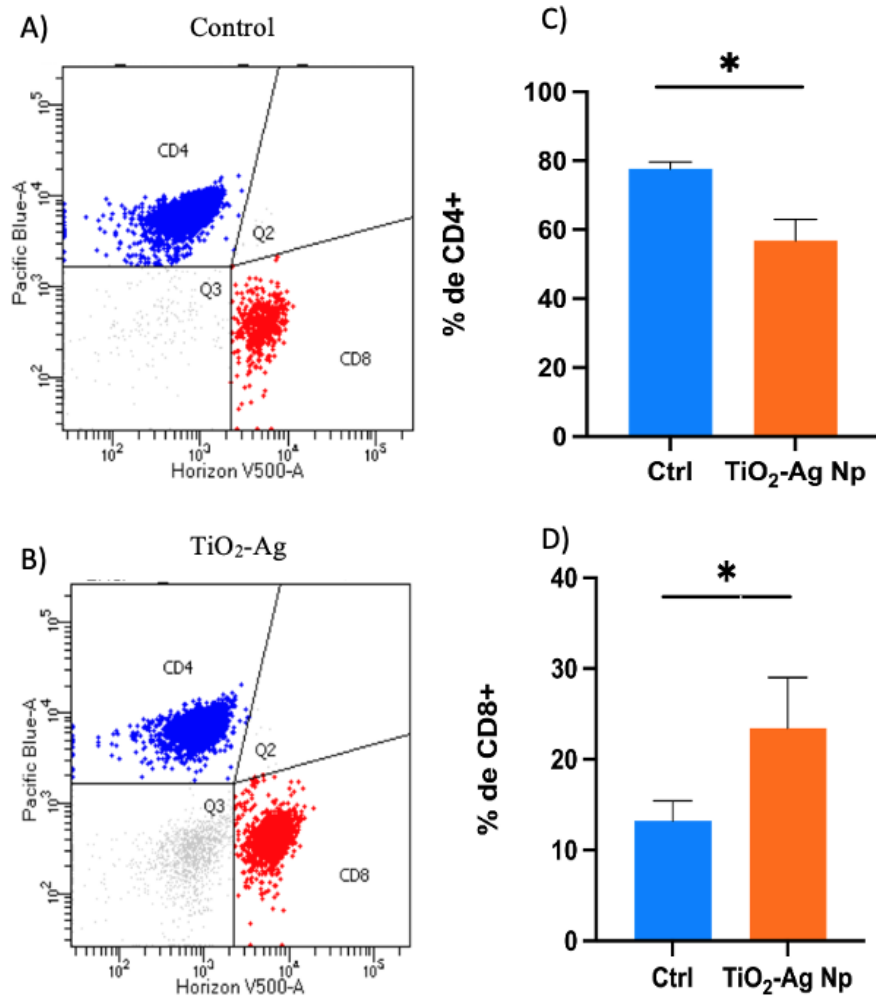 A)
Control
10^5
10^4
10^3
10^2
Pacific Blue-A
CD4
Q2
Q3
CD8
10^2 10^3 10^4 10^5
Horizon V500-A
C)
*
100
80
60
40
20
0
% de CD4+
Ctrl TiO₂-Ag Np
B)
TiO₂-Ag
10^5
10^4
10^3
10^2
Pacific Blue-A
CD4
Q2
Q3
CD8
10^2 10^3 10^4 10^5
Horizon V500-A
D)
*
40
30
20
10
0
% de CD8+
Ctrl TiO₂-Ag Np